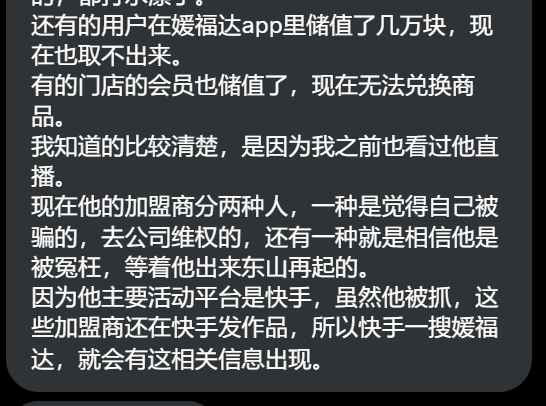 还有的用户在媛福达app里储值了几万块，现
在也取不出来。
有的门店的会员也储值了，现在无法兑换商
品。
我知道的比较清楚，是因为我之前也看过他直
播。
现在他的加盟商分两种人，一种是觉得自己被
骗的，去公司维权的，还有一种就是相信他是
被冤枉，等着他出来东山再起的。
因为他主要活动平台是快手，虽然他被抓，这
些加盟商还在快手发作品，所以快手一搜媛福
达，就会有这相关信息出现。